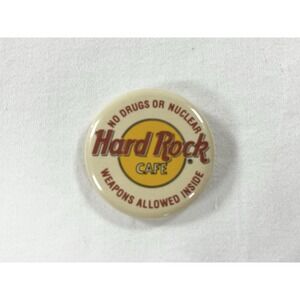 NO DRUGS OR NUCLEAR
Hard Rock
CAFE
®
WEAPONS ALLOWED INSIDE